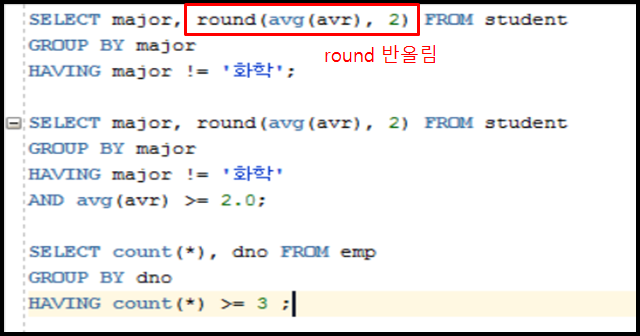 SELECT major, round(avg(avr), 2) FROM student
GROUP BY major
round 반올림
HAVING major != '화학';
SELECT major, round(avg(avr), 2) FROM student
GROUP BY major
HAVING major != '화학'
AND avg(avr) >= 2.0;
SELECT count(*), dno FROM emp
GROUP BY dno
HAVING count(*) >= 3 ;